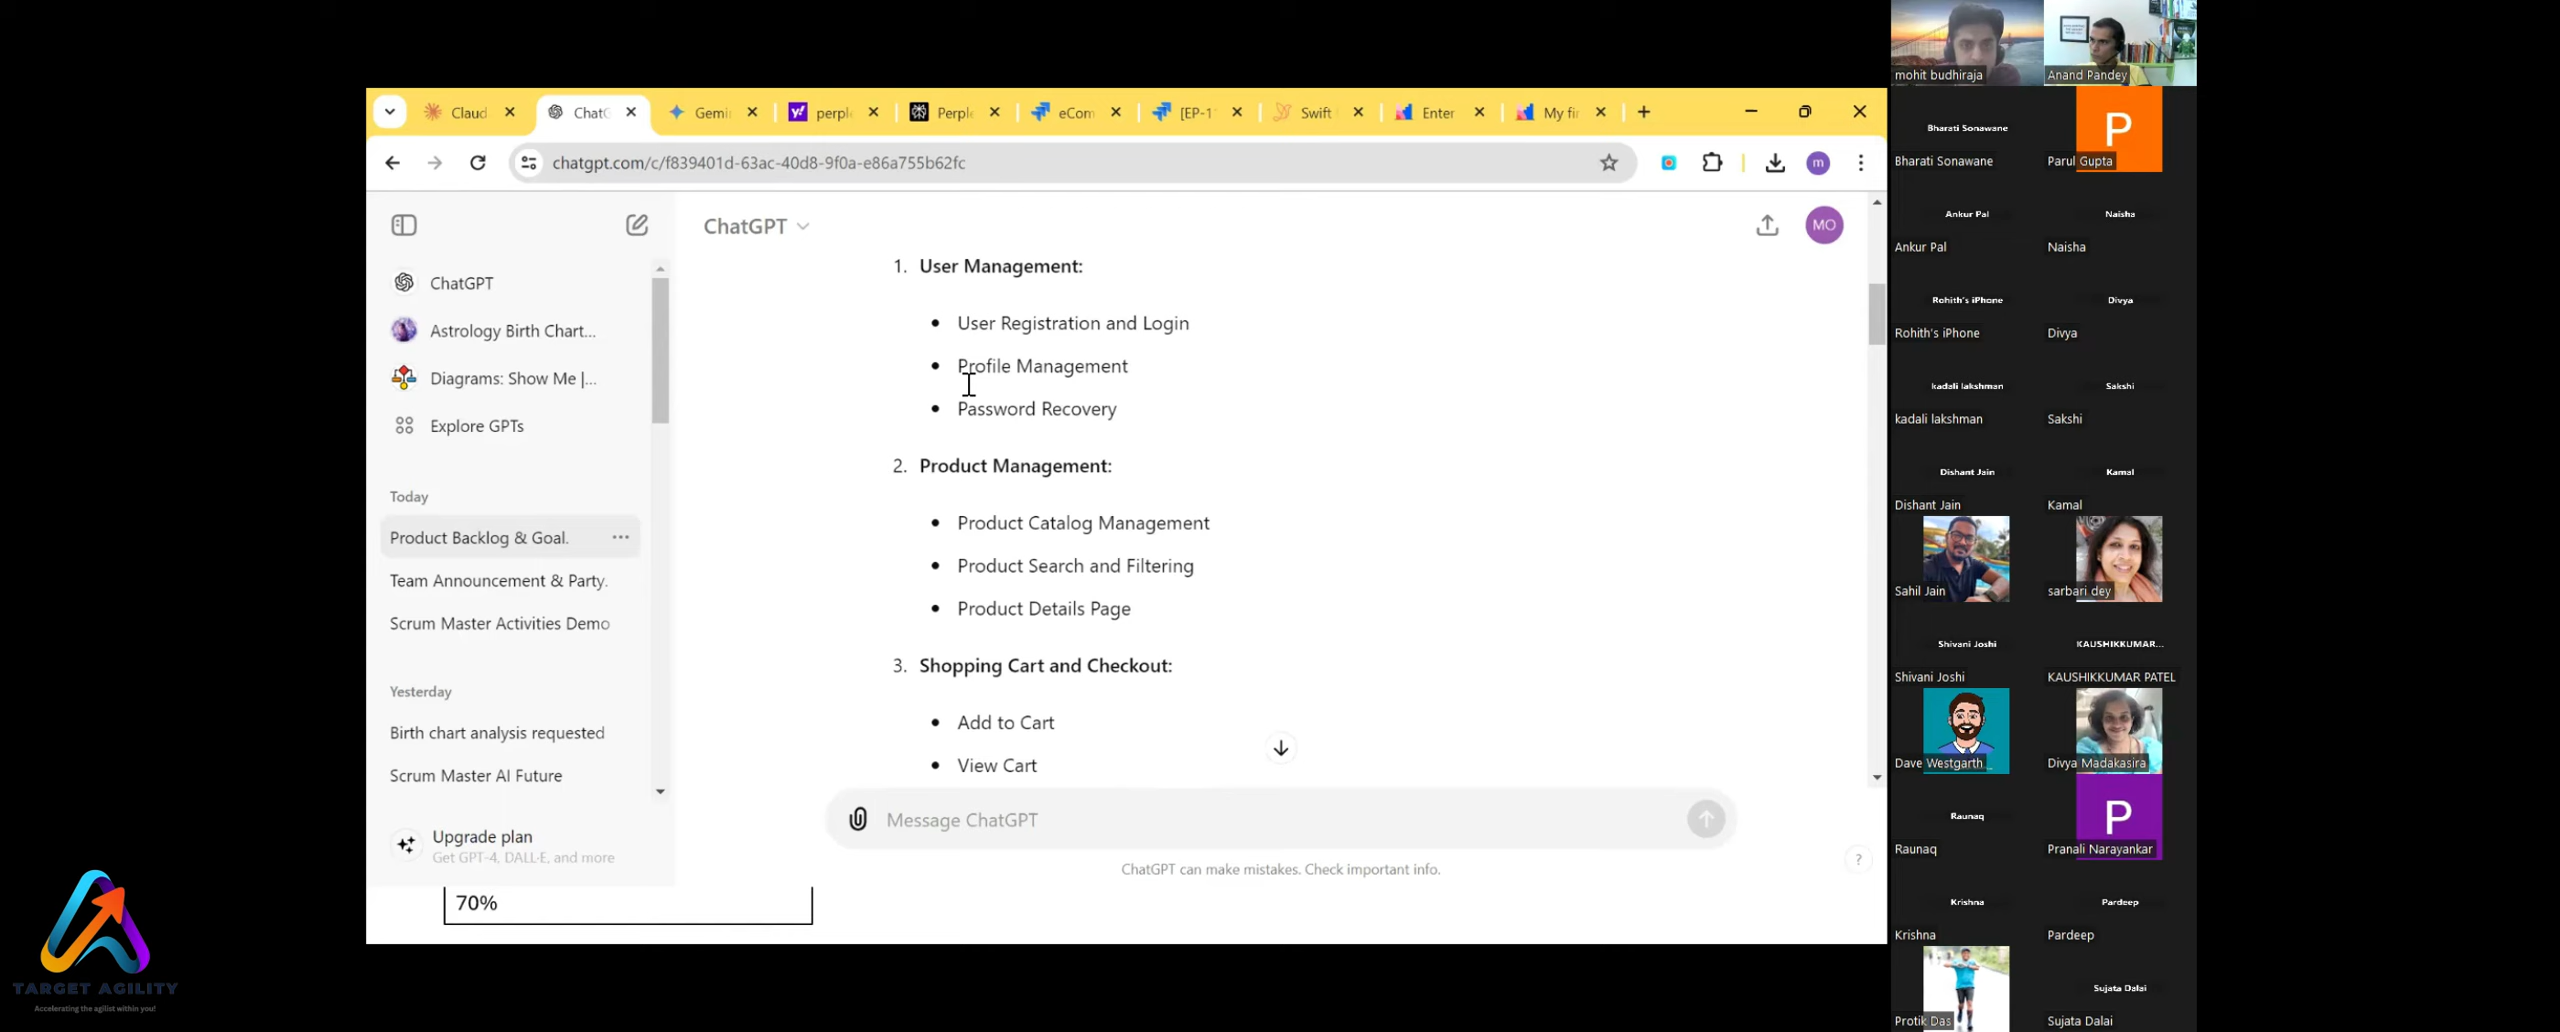 Claud
ChatG
Gemi
perple
Perple
eCom
[EP-1
Swift
Enter
My fir
chatgpt.com/c/f839401d-63ac-40d8-9f0a-e86a755b62fc
m
ChatGPT
MO
ChatGPT
Astrology Birth Chart...
Diagrams: Show Me |...
Explore GPTs
Today
Product Backlog & Goal.
Team Announcement & Party.
Scrum Master Activities Demo
Yesterday
Birth chart analysis requested
Scrum Master AI Future
Upgrade plan
Get GPT-4, DALL-E, and more
1. User Management:
• User Registration and Login
• Profile Management
• Password Recovery
2. Product Management:
• Product Catalog Management
• Product Search and Filtering
• Product Details Page
3. Shopping Cart and Checkout:
• Add to Cart
• View Cart
Message ChatGPT
ChatGPT can make mistakes. Check important info.
?
70%
TARGET AGILITY
Accelerating the agilist within you!
mohit budhiraja
Anand Pandey
Bharati Sonawane
Bharati Sonawane
P
Parul Gupta
Ankur Pal
Ankur Pal
Naisha
Naisha
Rohith's iPhone
Rohith's iPhone
Divya
Divya
kadali lakshman
kadali lakshman
Sakshi
Sakshi
Dishant Jain
Dishant Jain
Kamal
Kamal
Sahil Jain
sarbari dey
Shivani Joshi
Shivani Joshi
KAUSHIKKUMAR...
KAUSHIKKUMAR PATEL
Dave Westgarth
Divya Madakasira
Raunaq
Raunaq
P
Pranali Narayankar
Krishna
Krishna
Pardeep
Pardeep
Protik Das
Sujata Dalai
Sujata Dalai